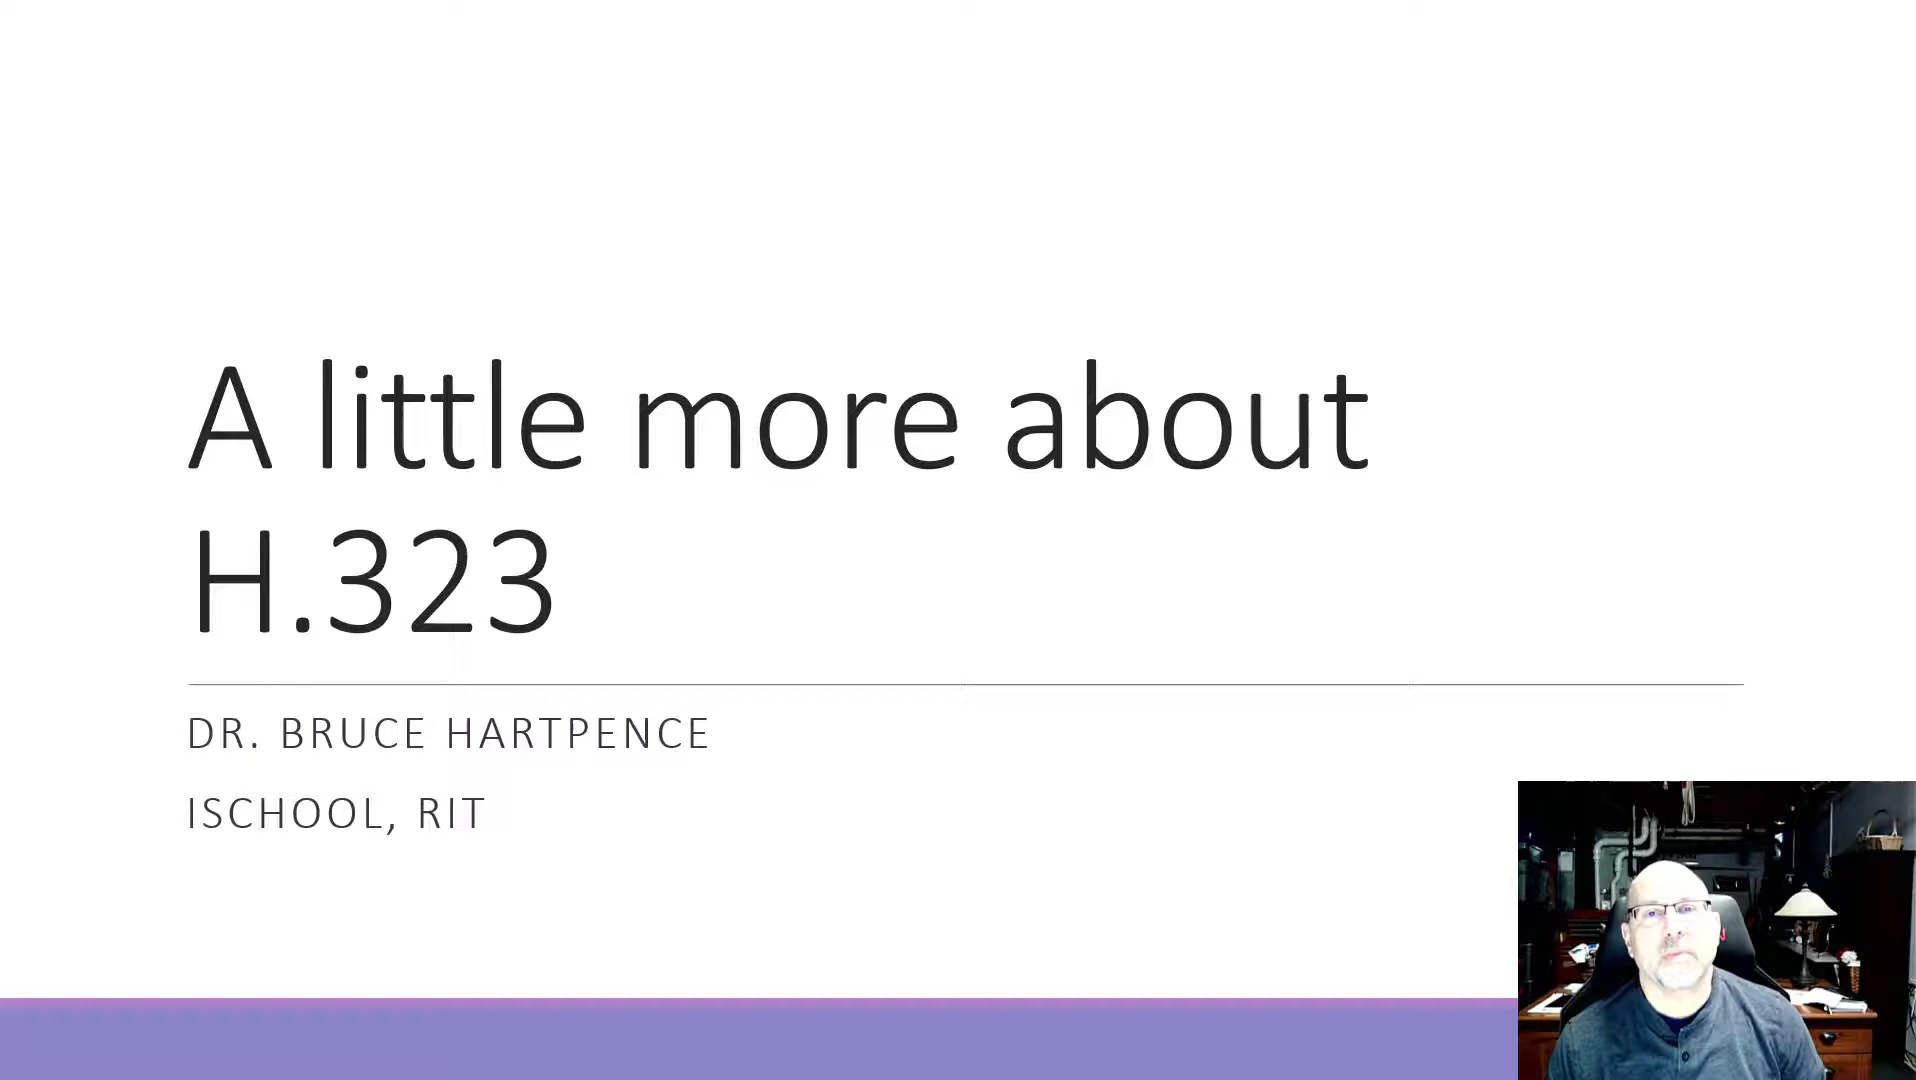 A little more about
H.323
DR. BRUCE HARTPENCE
ISCHOOL, RIT